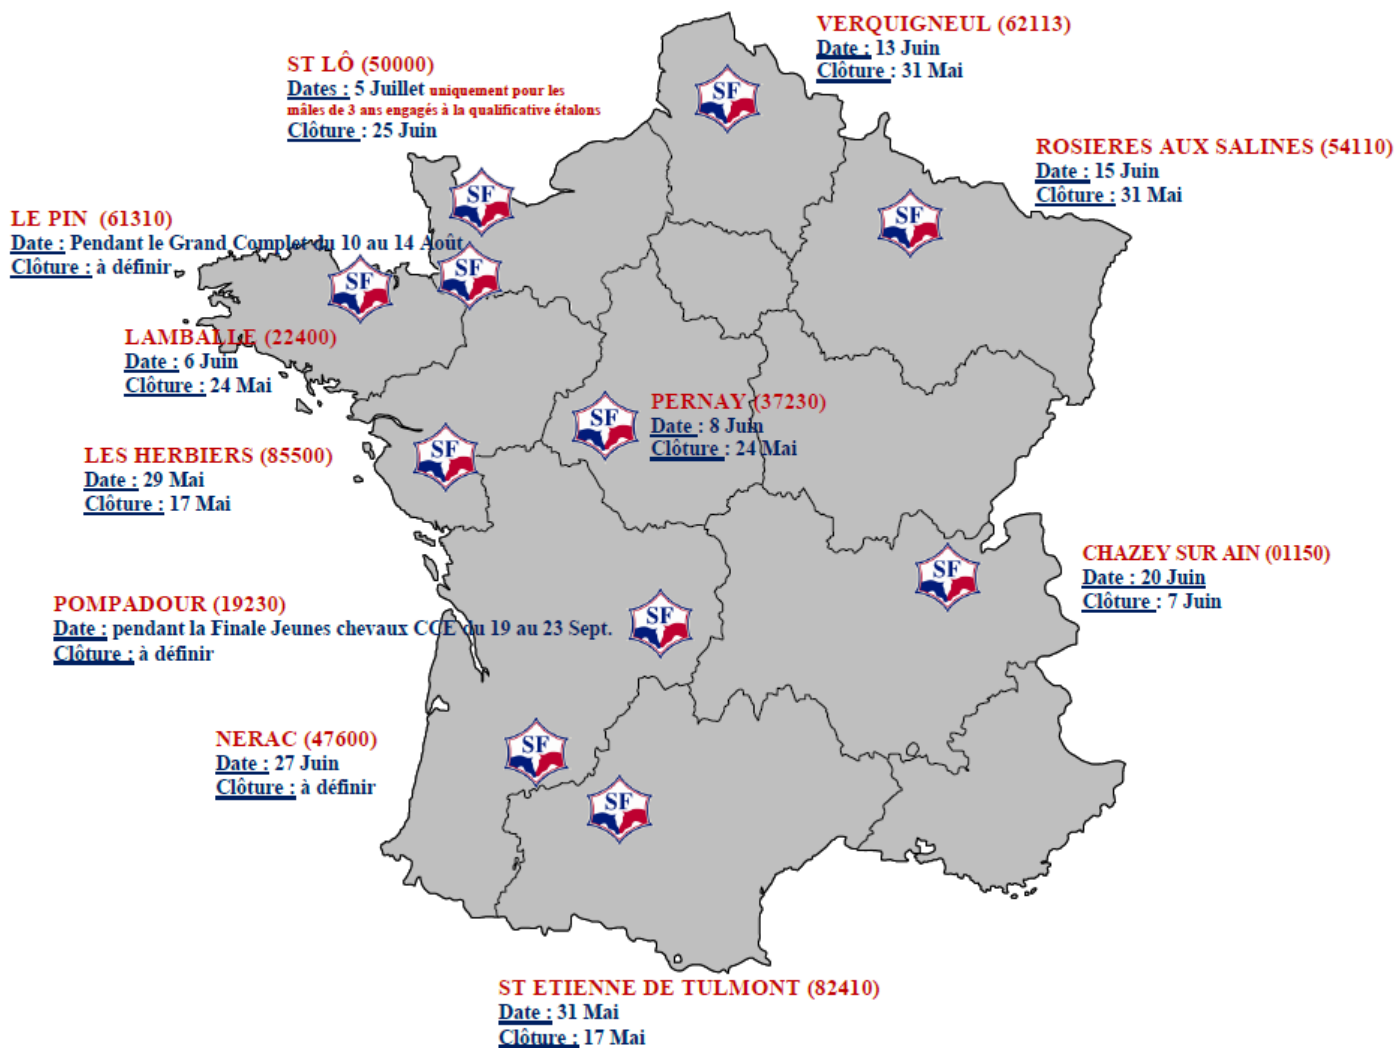 VERQUIGNEUL (62113)
Date : 13 Juin
Clôture : 31 Mai
ST LÔ (50000)
Dates : 5 Juillet uniquement pour les
mâles de 3 ans engagés à la qualificative étalons
Clôture : 25 Juin
ROSIERES AUX SALINES (54110)
Date : 15 Juin
Clôture : 31 Mai
LE PIN (61310)
Date : Pendant le Grand Complet du 10 au 14 Août
Clôture : à définir
LAMBALLE (22400)
Date : 6 Juin
Clôture : 24 Mai
PERNAY (37230)
Date : 8 Juin
Clôture : 24 Mai
LES HERBIERS (85500)
Date : 29 Mai
Clôture : 17 Mai
CHAZEY SUR AIN (01150)
Date : 20 Juin
Clôture : 7 Juin
POMPADOUR (19230)
Date : pendant la Finale Jeunes chevaux CCE du 19 au 23 Sept.
Clôture : à définir
NERAC (47600)
Date : 27 Juin
Clôture : à définir
ST ETIENNE DE TULMONT (82410)
Date : 31 Mai
Clôture : 17 Mai
SF
SF
SF
SF
SF
SF
SF
SF
SF
SF
SF